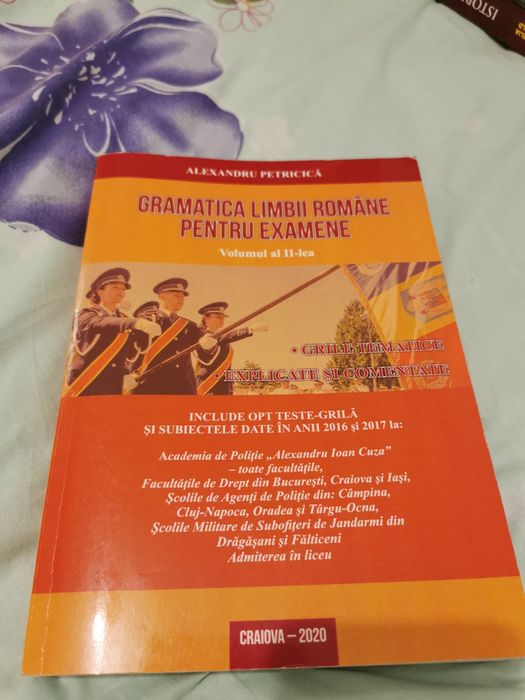 ISTOR
ALEXANDRU PETRICICĂ
GRAMATICA LIMBII ROMÂNE
PENTRU EXAMENE
Volumul al II-lea
• GRILE TEMATICE
• EXPLICATE ȘI COMENTATE
INCLUDE OPT TESTE-GRILĂ
ȘI SUBIECTELE DATE ÎN ANII 2016 și 2017 la:
Academia de Poliție „Alexandru Ioan Cuza”
– toate facultățile,
Facultățile de Drept din București, Craiova și Iași,
Școlile de Agenți de Poliție din: Câmpina,
Cluj-Napoca, Oradea și Târgu-Ocna,
Școlile Militare de Subofițeri de Jandarmi din
Drăgășani și Fălticeni
Admiterea în liceu
CRAIOVA – 2020